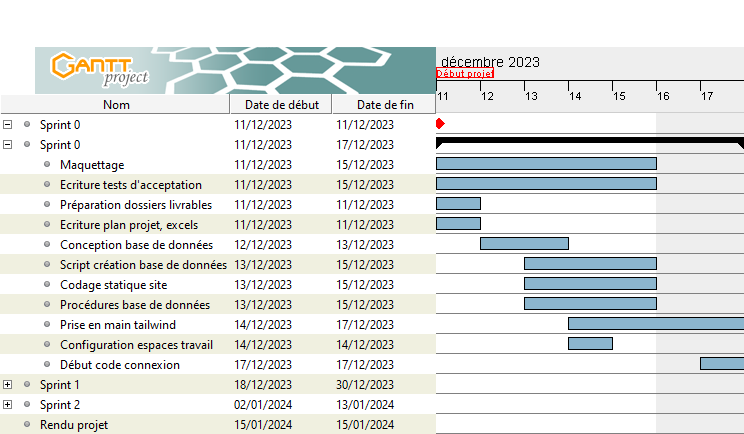 GANTT
project
décembre 2023
Début projet
Nom Date de début Date de fin
11 12 13 14 15 16 17
Sprint 0 11/12/2023 11/12/2023
Sprint 0 11/12/2023 17/12/2023
Maquettage 11/12/2023 15/12/2023
Ecriture tests d'acceptation 11/12/2023 15/12/2023
Préparation dossiers livrables 11/12/2023 11/12/2023
Ecriture plan projet, excels 11/12/2023 11/12/2023
Conception base de données 12/12/2023 13/12/2023
Script création base de données 13/12/2023 15/12/2023
Codage statique site 13/12/2023 15/12/2023
Procédures base de données 13/12/2023 15/12/2023
Prise en main tailwind 14/12/2023 17/12/2023
Configuration espaces travail 14/12/2023 14/12/2023
Début code connexion 17/12/2023 17/12/2023
Sprint 1 18/12/2023 30/12/2023
Sprint 2 02/01/2024 13/01/2024
Rendu projet 15/01/2024 15/01/2024